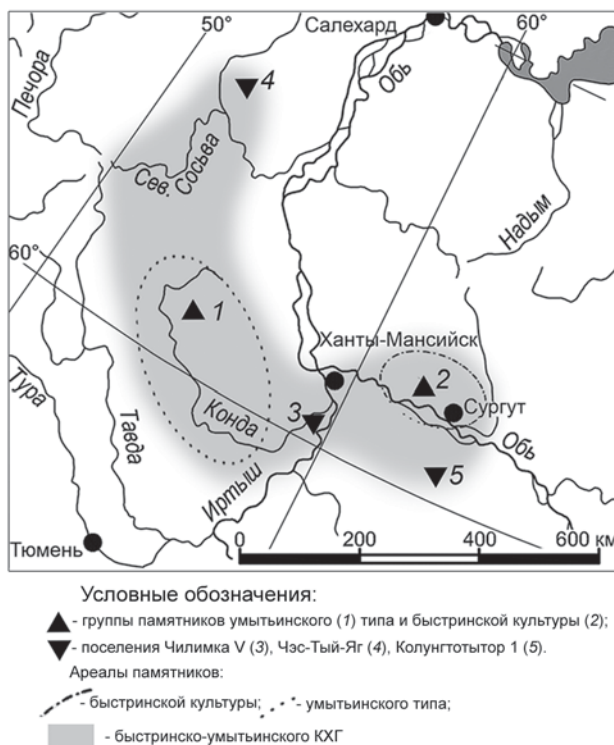 50°
Салехард
60°
4
Печора
Обь
Сев. Сосьва
Надым
60°
1
Ханты-Мансийск
2
Сургут
Тура
Тавда
Конда
3
Обь
Иртыш
5
Тюмень
0 200 400 600 км
Условные обозначения:
- группы памятников умытьинского (1) типа и быстринской культуры (2);
- поселения Чилимка V (3), Чэс-Тый-Яг (4), Колунгтотытор 1 (5).
Ареалы памятников:
- быстринской культуры; - умытьинского типа;
- быстринско-умытьинского КХГ